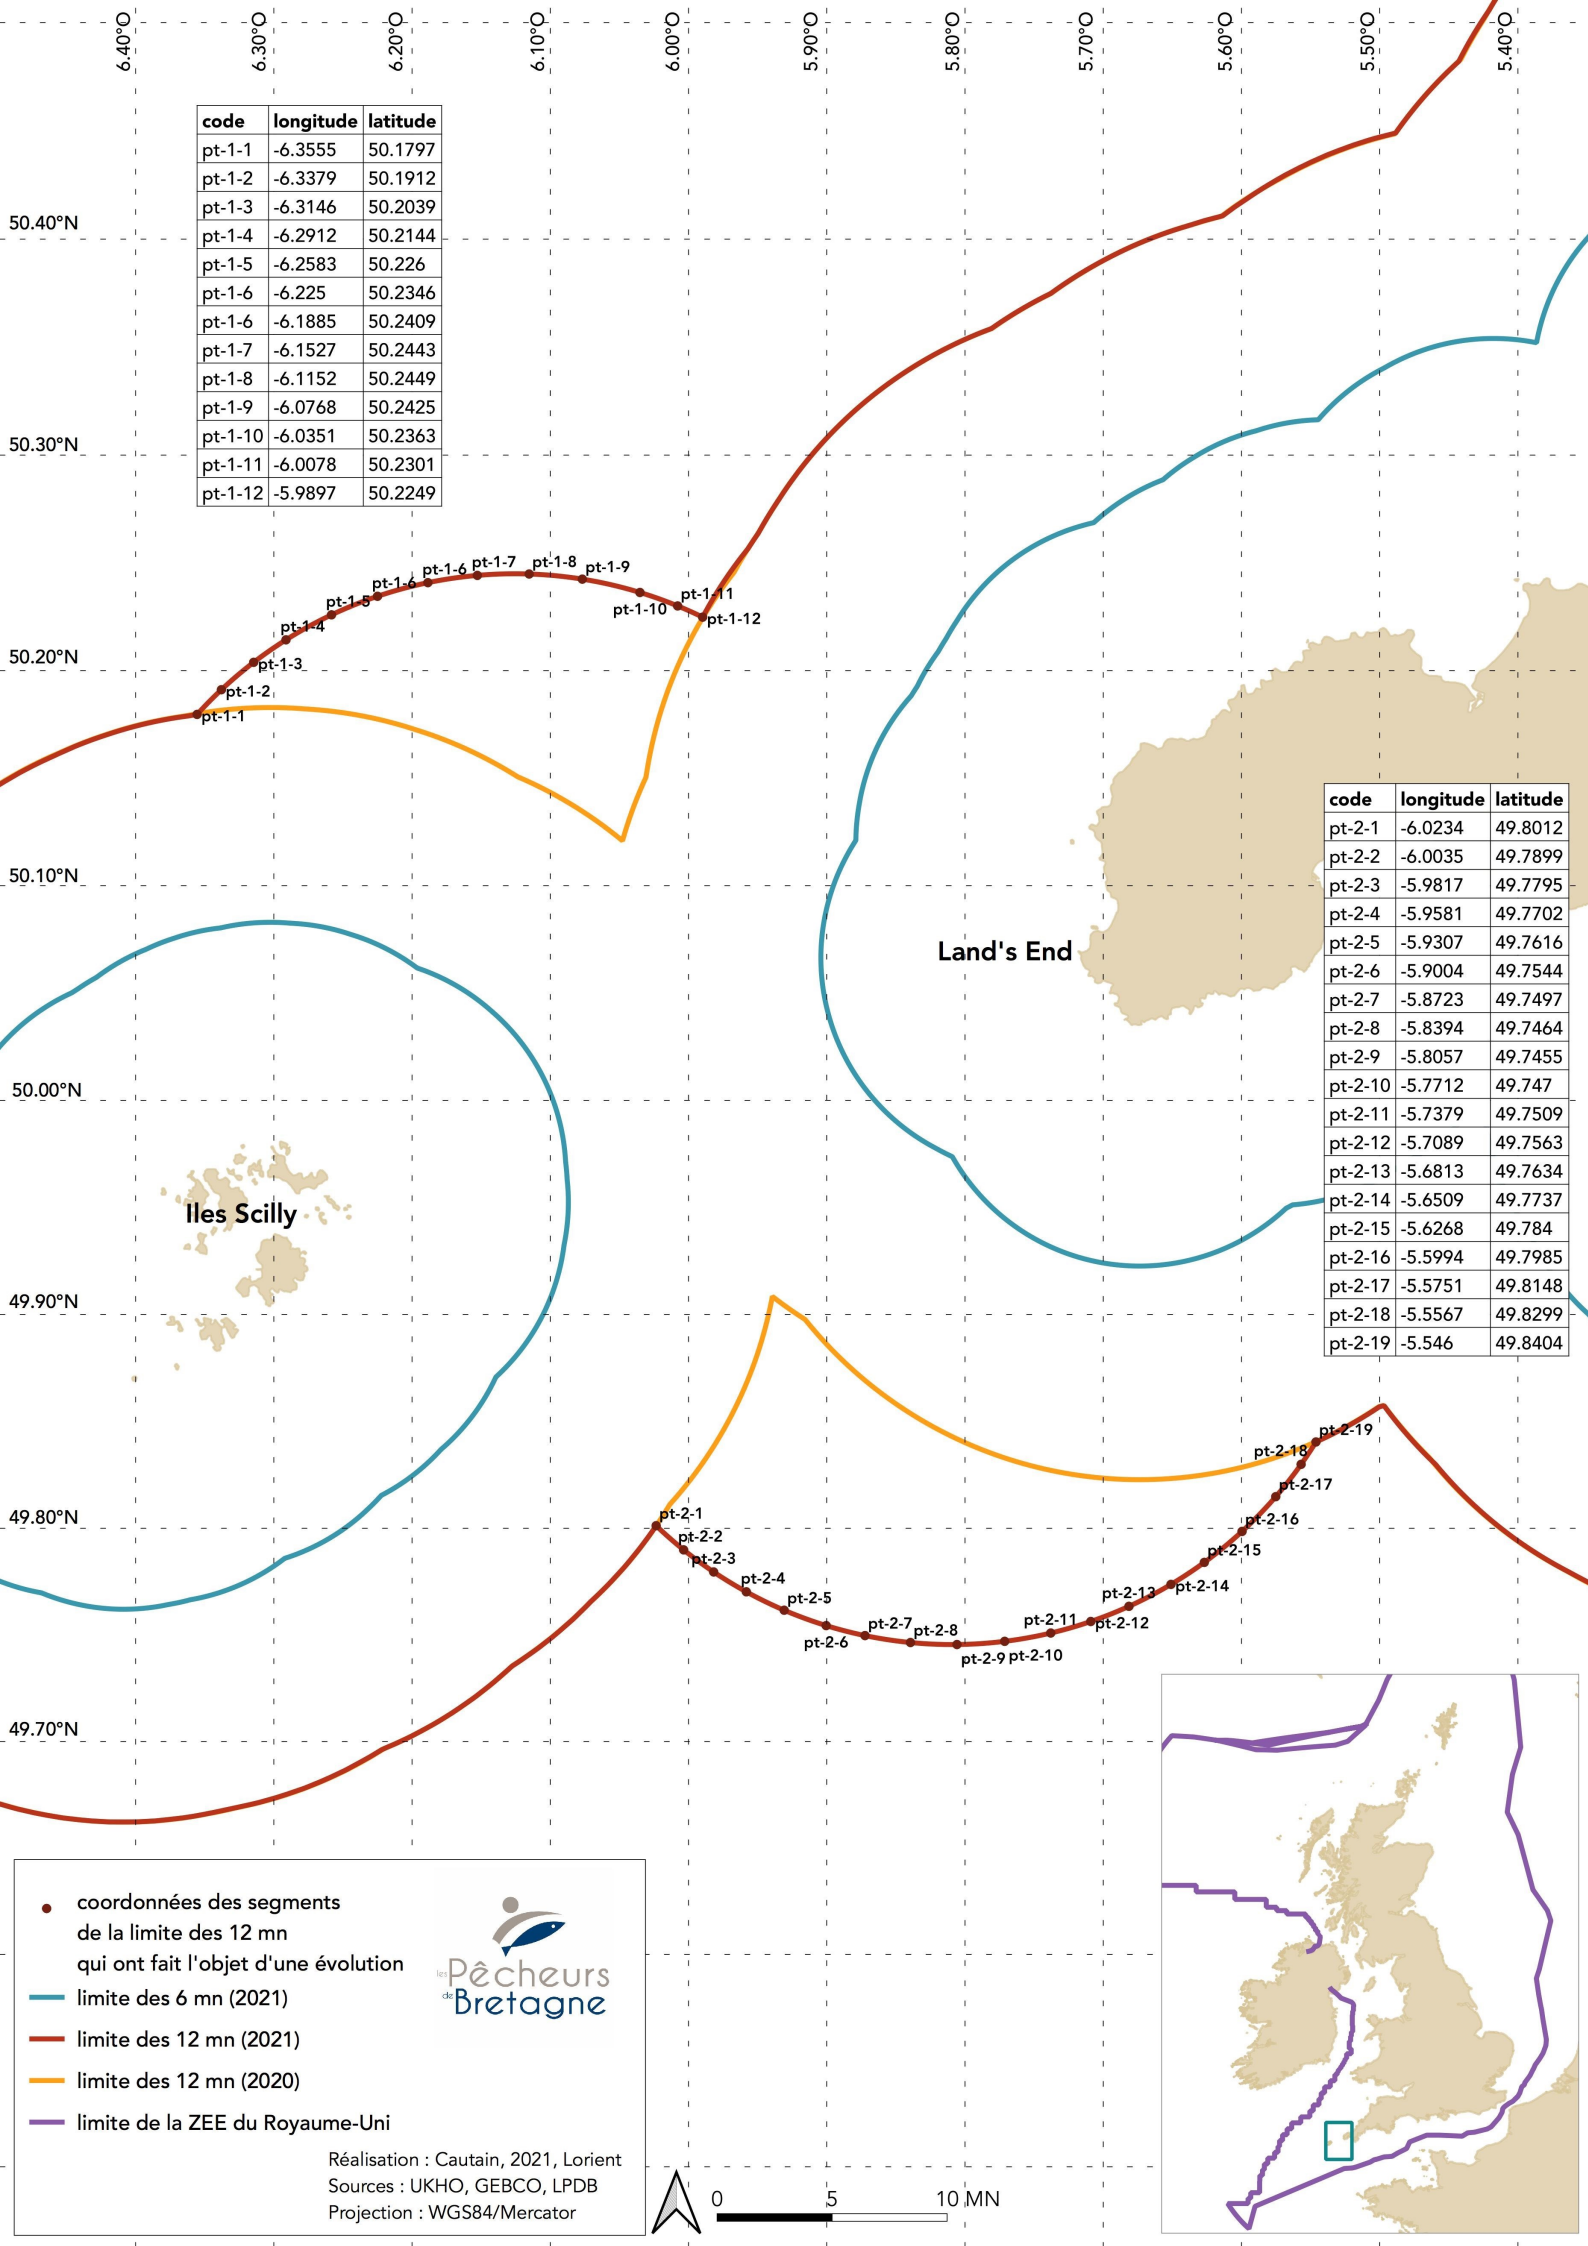 6.40°O 6.30°O 6.20°O 6.10°O 6.00°O 5.90°O 5.80°O 5.70°O 5.60°O 5.50°O 5.40°O
code longitude latitude
pt-1-1 -6.3555 50.1797
pt-1-2 -6.3379 50.1912
pt-1-3 -6.3146 50.2039
pt-1-4 -6.2912 50.2144
pt-1-5 -6.2583 50.226
pt-1-6 -6.225 50.2346
pt-1-6 -6.1885 50.2409
pt-1-7 -6.1527 50.2443
pt-1-8 -6.1152 50.2449
pt-1-9 -6.0768 50.2425
pt-1-10 -6.0351 50.2363
pt-1-11 -6.0078 50.2301
pt-1-12 -5.9897 50.2249
50.40°N
50.30°N
50.20°N
50.10°N
50.00°N
49.90°N
49.80°N
49.70°N
pt-1-1
pt-1-2
pt-1-3
pt-1-4
pt-1-5
pt-1-6
pt-1-6
pt-1-7
pt-1-8
pt-1-9
pt-1-10
pt-1-11
pt-1-12
Land's End
Iles Scilly
code longitude latitude
pt-2-1 -6.0234 49.8012
pt-2-2 -6.0035 49.7899
pt-2-3 -5.9817 49.7795
pt-2-4 -5.9581 49.7702
pt-2-5 -5.9307 49.7616
pt-2-6 -5.9004 49.7544
pt-2-7 -5.8723 49.7497
pt-2-8 -5.8394 49.7464
pt-2-9 -5.8057 49.7455
pt-2-10 -5.7712 49.747
pt-2-11 -5.7379 49.7509
pt-2-12 -5.7089 49.7563
pt-2-13 -5.6813 49.7634
pt-2-14 -5.6509 49.7737
pt-2-15 -5.6268 49.784
pt-2-16 -5.5994 49.7985
pt-2-17 -5.5751 49.8148
pt-2-18 -5.5567 49.8299
pt-2-19 -5.546 49.8404
pt-2-1
pt-2-2
pt-2-3
pt-2-4
pt-2-5
pt-2-6
pt-2-7
pt-2-8
pt-2-9
pt-2-10
pt-2-11
pt-2-12
pt-2-13
pt-2-14
pt-2-15
pt-2-16
pt-2-17
pt-2-18
pt-2-19
coordonnées des segments
de la limite des 12 mn
qui ont fait l'objet d'une évolution
limite des 6 mn (2021)
limite des 12 mn (2021)
limite des 12 mn (2020)
limite de la ZEE du Royaume-Uni
les Pêcheurs
de Bretagne
Réalisation : Cautain, 2021, Lorient
Sources : UKHO, GEBCO, LPDB
Projection : WGS84/Mercator
0 5 10 MN